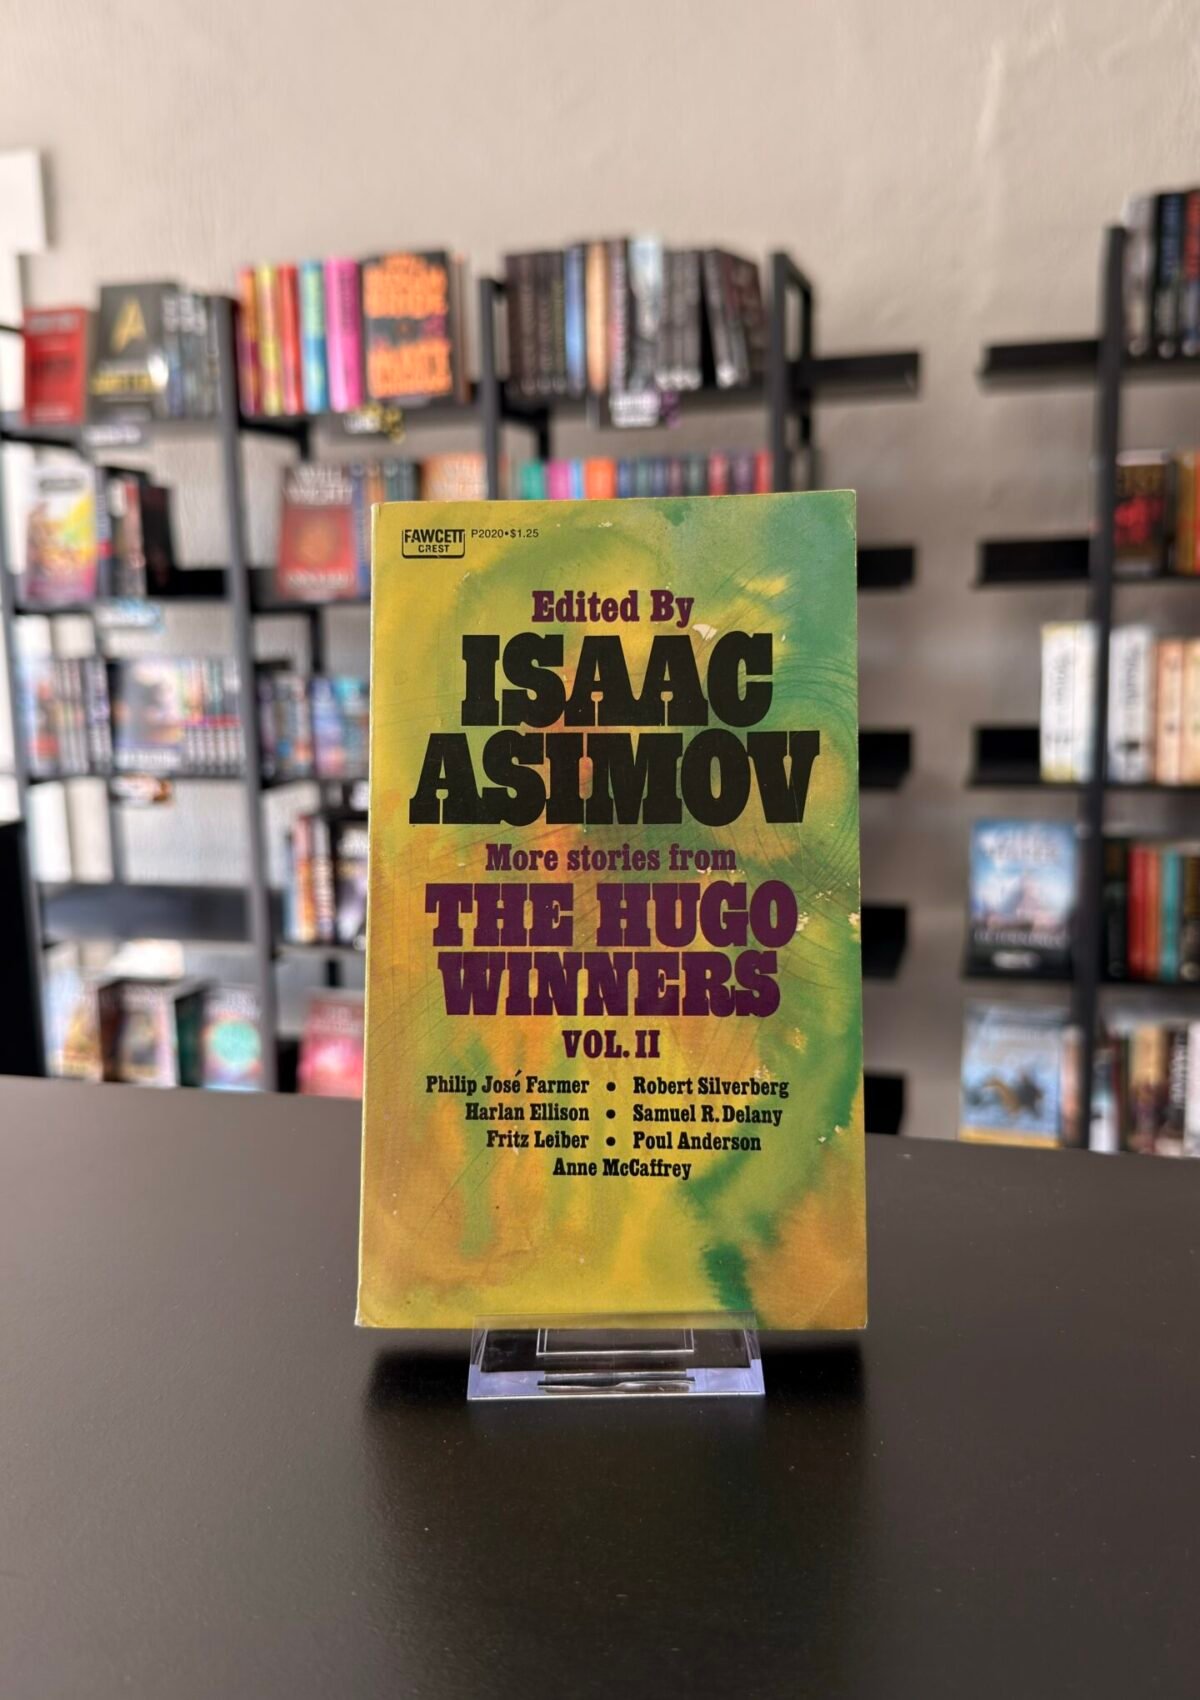 FAWCETT
CREST
P2020•$1.25
Edited By
ISAAC
ASIMOV
More stories from
THE HUGO
WINNERS
VOL. II
Philip José Farmer • Robert Silverberg
Harlan Ellison • Samuel R. Delany
Fritz Leiber • Poul Anderson
Anne McCaffrey